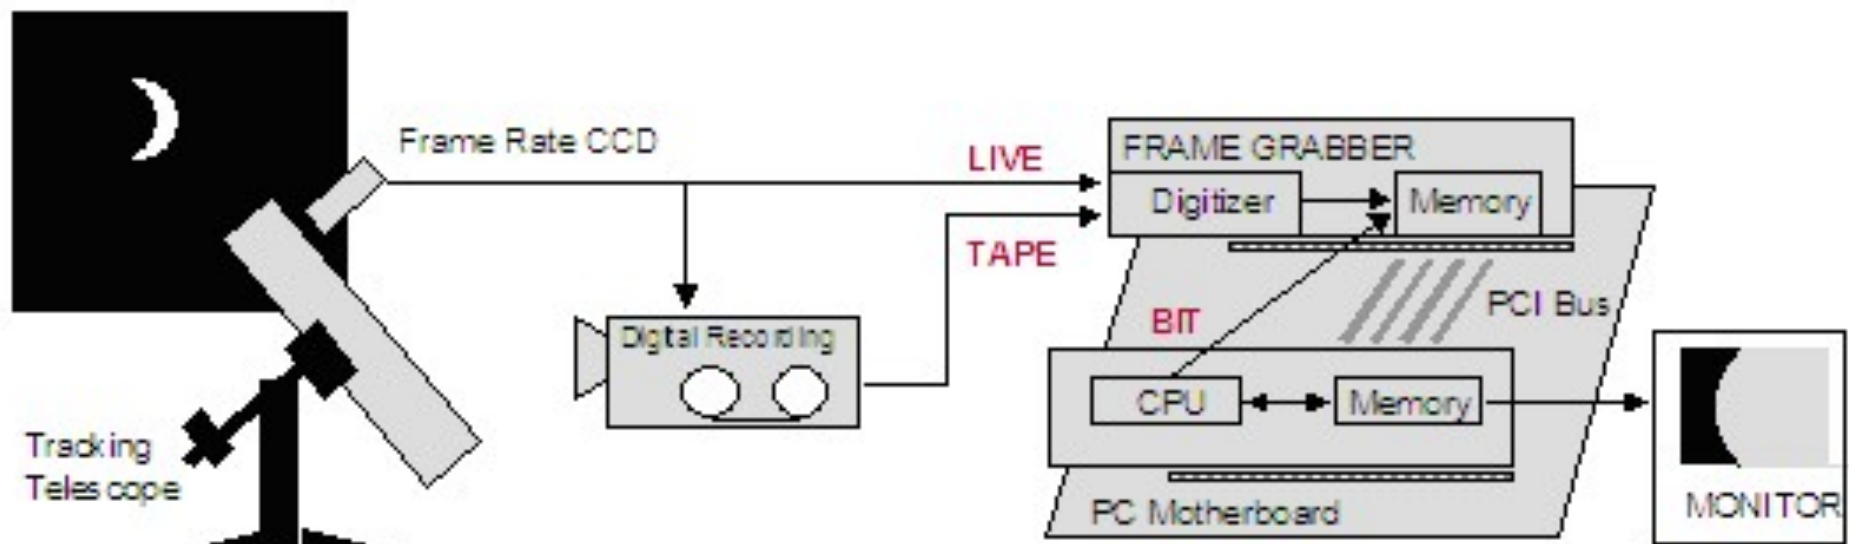 Frame Rate CCD
LIVE
FRAME GRABBER
Digitizer
Memory
TAPE
PCI Bus
BIT
Digital Recording
CPU
Memory
Tracking
Telescope
PC Motherboard
MONITOR